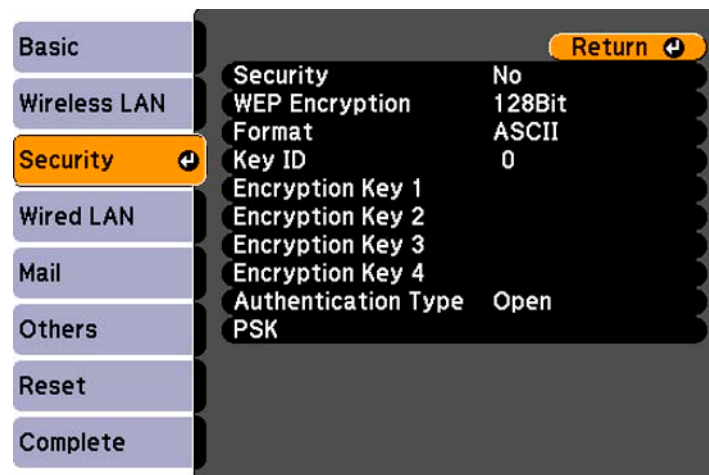 Basic
Wireless LAN
Security
Wired LAN
Mail
Others
Reset
Complete
Return
Security No
WEP Encryption 128Bit
Format ASCII
Key ID 0
Encryption Key 1
Encryption Key 2
Encryption Key 3
Encryption Key 4
Authentication Type Open
PSK